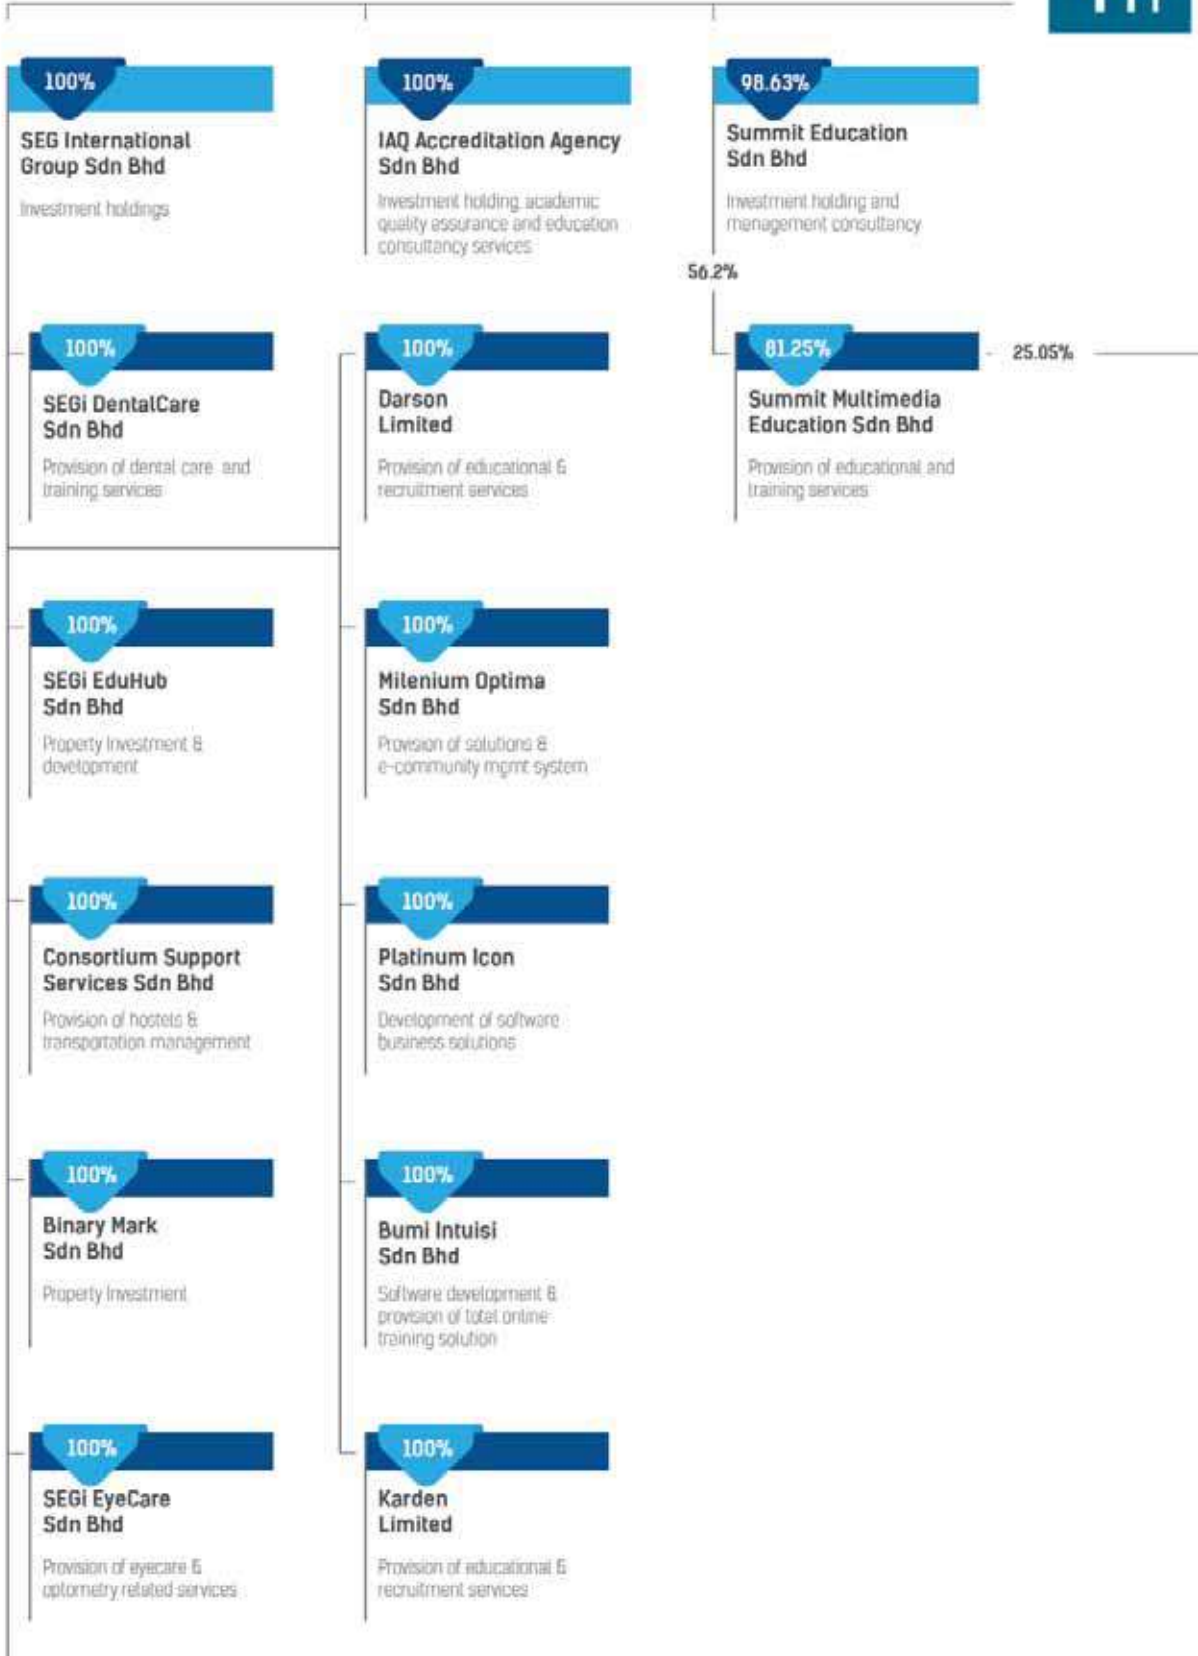 100%
SEG International
Group Sdn Bhd
Investment holdings
100%
IAQ Accreditation Agency
Sdn Bhd
Investment holding, academic
quality assurance and education
consultancy services
98.63%
Summit Education
Sdn Bhd
Investment holding and
management consultancy
56.2%
100%
SEGi DentalCare
Sdn Bhd
Provision of dental care and
training services
100%
Darson
Limited
Provision of educational &
recruitment services
81.25%
Summit Multimedia
Education Sdn Bhd
Provision of educational and
training services
25.05%
100%
SEGi EduHub
Sdn Bhd
Property Investment &
development
100%
Milenium Optima
Sdn Bhd
Provision of solutions &
e-community mgmt system
100%
Consortium Support
Services Sdn Bhd
Provision of hostels &
transportation management
100%
Platinum Icon
Sdn Bhd
Development of software
business solutions
100%
Binary Mark
Sdn Bhd
Property Investment
100%
Bumi Intuisi
Sdn Bhd
Software development &
provision of total online
training solution
100%
SEGi EyeCare
Sdn Bhd
Provision of eyecare &
optometry related services
100%
Karden
Limited
Provision of educational &
recruitment services